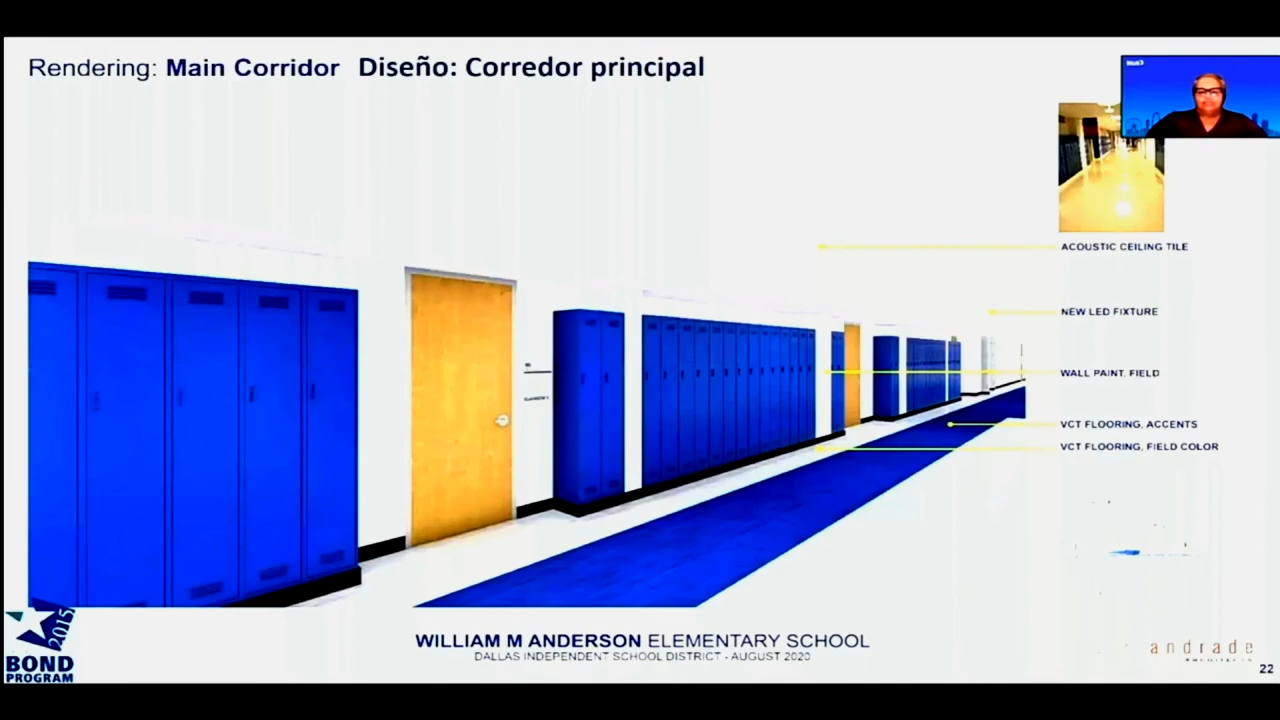 Rendering: Main Corridor Diseño: Corredor principal
ACOUSTIC CEILING TILE
NEW LED FIXTURE
WALL PAINT, FIELD
VCT FLOORING, ACCENTS
VCT FLOORING, FIELD COLOR
2015
BOND
PROGRAM
WILLIAM M ANDERSON ELEMENTARY SCHOOL
DALLAS INDEPENDENT SCHOOL DISTRICT - AUGUST 2020
andrade
ARCHITECTS
22